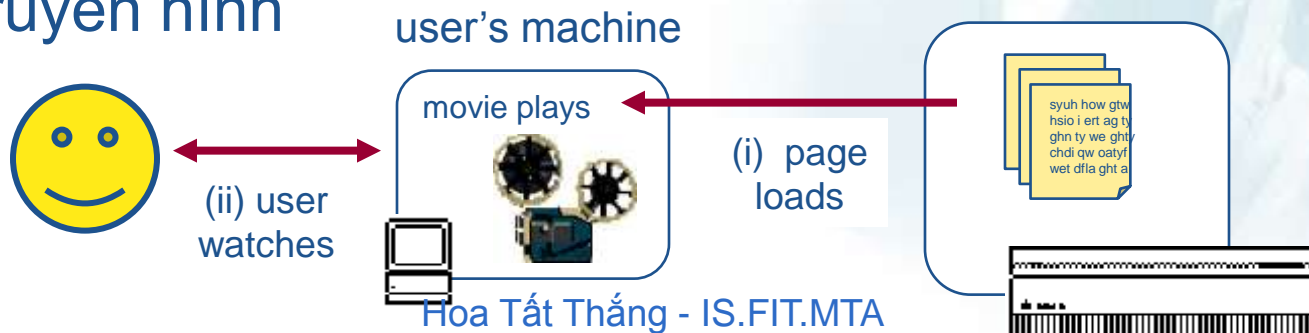 ruyền hình
user's machine
movie plays
(i) page
loads
(ii) user
watches
syuh how gtw
hsio i ert ag ty
ghn ty we ghty
chdi qw oatyf
wet dfla ght a
Hoa Tất Thắng - IS.FIT.MTA